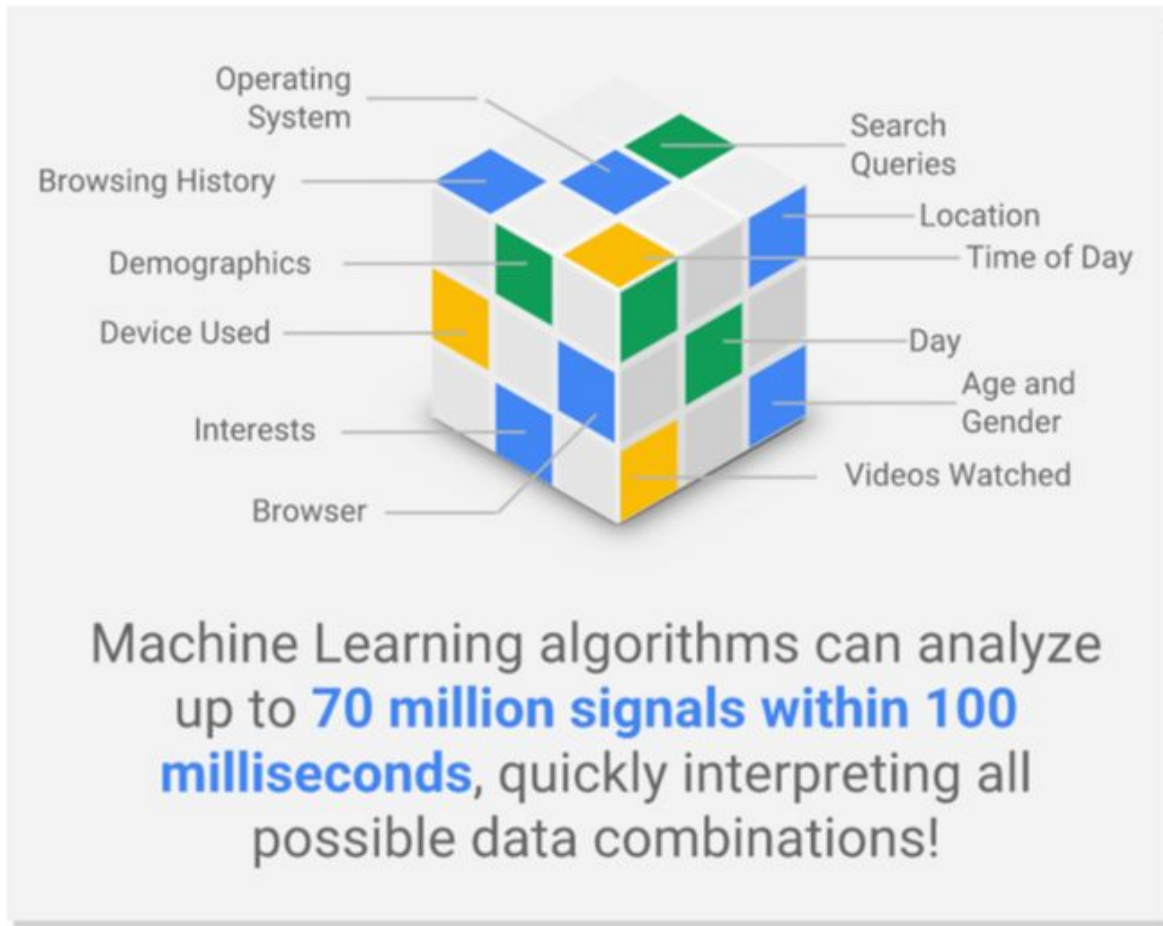 Operating
System
Search
Queries
Browsing History
Location
Demographics
Time of Day
Device Used
Day
Age and
Gender
Interests
Videos Watched
Browser
Machine Learning algorithms can analyze
up to 70 million signals within 100
milliseconds, quickly interpreting all
possible data combinations!